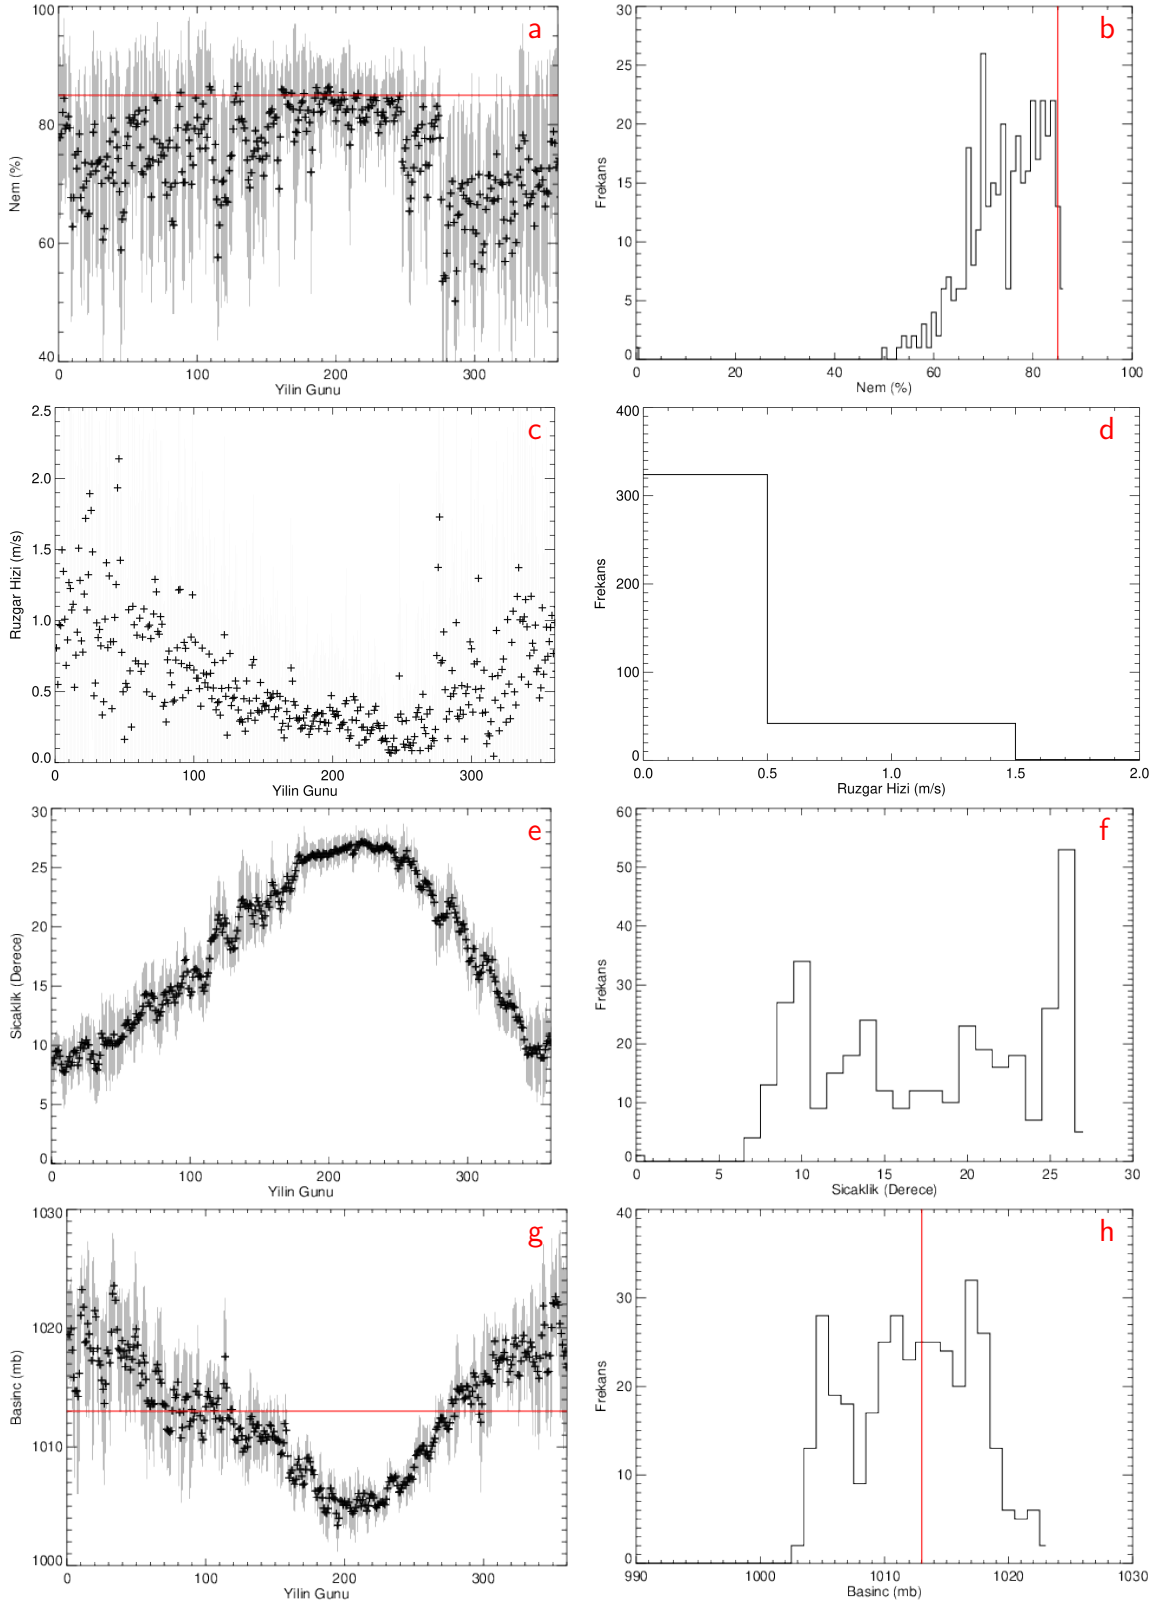 a
100
80
60
40
0 100 200 300
Nem (%)
Yilin Gunu
b
30
25
20
15
10
5
0
0 20 40 60 80 100
Frekans
Nem (%)
c
2.5
2.0
1.5
1.0
0.5
0.0
0 100 200 300
Ruzgar Hizi (m/s)
Yilin Gunu
d
400
300
200
100
0
0.0 0.5 1.0 1.5 2.0
Frekans
Ruzgar Hizi (m/s)
e
30
25
20
15
10
5
0
0 100 200 300
Sicaklik (Derece)
Yilin Gunu
f
60
50
40
30
20
10
0
0 5 10 15 20 25 30
Frekans
Sicaklik (Derece)
g
1030
1020
1010
1000
0 100 200 300
Basinc (mb)
Yilin Gunu
h
40
30
20
10
0
990 1000 1010 1020 1030
Frekans
Basinc (mb)